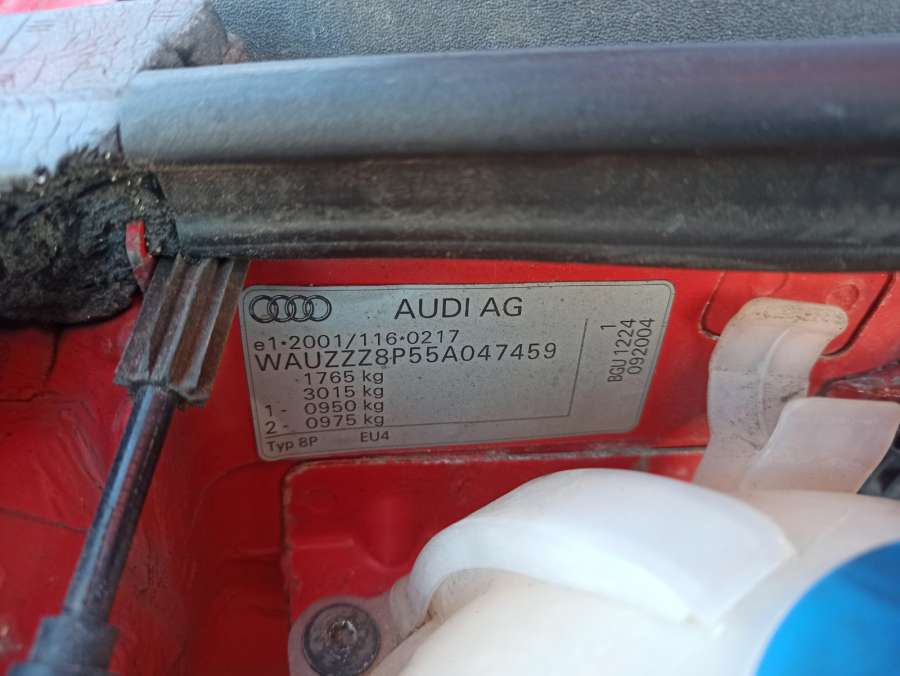 AUDI AG
e1*2001/116*0217
WAUZZZ8P55A047459
1765 kg
3015 kg
1- 0950 kg
2- 0975 kg
Typ 8P EU4
1
BGU1224
092004